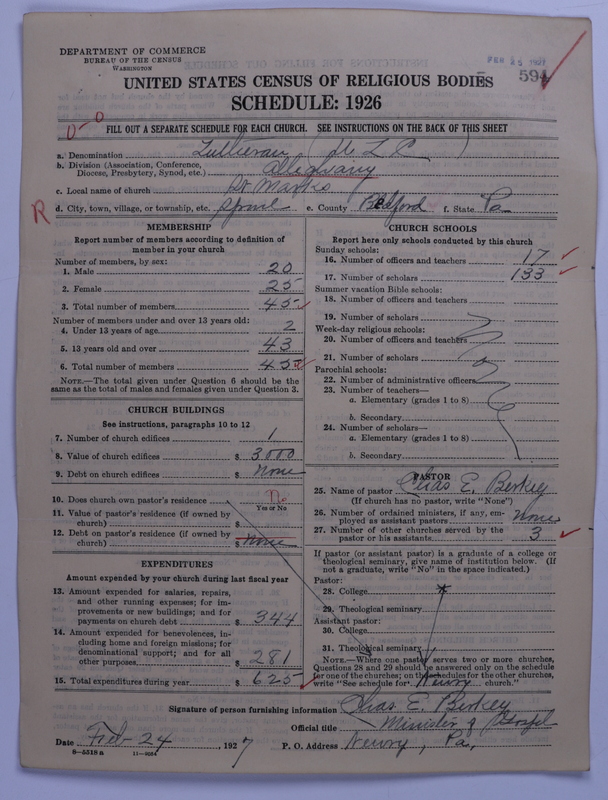 DEPARTMENT OF COMMERCE
BUREAU OF THE CENSUS
WASHINGTON
FEB 25 1927
594
UNITED STATES CENSUS OF RELIGIOUS BODIES
SCHEDULE: 1926
0-0
FILL OUT A SEPARATE SCHEDULE FOR EACH CHURCH. SEE INSTRUCTIONS ON THE BACK OF THIS SHEET
a. Denomination Lutheran (U L C )
b. Division (Association, Conference, Diocese, Presbytery, Synod, etc.) Alleghany
c. Local name of church St Marks
R
d. City, town, village, or township, etc. e. County Bedford f. State Pa
MEMBERSHIP
Report number of members according to definition of member in your church
Number of members, by sex:
1. Male 20
2. Female 25
3. Total number of members 45
Number of members under and over 13 years old:
4. Under 13 years of age 2
5. 13 years old and over 43
6. Total number of members 45
NOTE.—The total given under Question 6 should be the same as the total of males and females given under Question 3.
CHURCH BUILDINGS
See instructions, paragraphs 10 to 12
7. Number of church edifices 1
8. Value of church edifices $ 3000
9. Debt on church edifices $ none
10. Does church own pastor's residence No
Yes or No
11. Value of pastor's residence (if owned by church) $
12. Debt on pastor's residence (if owned by church) $ none
EXPENDITURES
Amount expended by your church during last fiscal year
13. Amount expended for salaries, repairs, and other running expenses; for improvements or new buildings; and for payments on church debt $ 344
14. Amount expended for benevolences, including home and foreign missions; for denominational support; and for all other purposes $ 281
15. Total expenditures during year $ 625
CHURCH SCHOOLS
Report here only schools conducted by this church
Sunday schools:
16. Number of officers and teachers 17
17. Number of scholars 133
Summer vacation Bible schools:
18. Number of officers and teachers
19. Number of scholars
Week-day religious schools:
20. Number of officers and teachers
21. Number of scholars
Parochial schools:
22. Number of administrative officers
23. Number of teachers—
a. Elementary (grades 1 to 8)
b. Secondary
24. Number of scholars—
a. Elementary (grades 1 to 8)
b. Secondary
PASTOR
25. Name of pastor Elias E. Berkley
(If church has no pastor, write "None")
26. Number of ordained ministers, if any, employed as assistant pastors None
27. Number of other churches served by the pastor or his assistants 3
If pastor (or assistant pastor) is a graduate of a college or theological seminary, give name of institution below. (If not a graduate, write "No" in the space indicated.)
Pastor:
28. College
29. Theological seminary
Assistant pastor:
30. College
31. Theological seminary
NOTE.—Where one pastor serves two or more churches, Questions 28 and 29 should be answered only on the schedule for one of the churches; on the schedules for the other churches, write "See schedule for Newry church."
Signature of person furnishing information Elias E. Berkley
Official title Minister of Gospel
Date Feb-24 1927 P. O. Address Newry, Pa.
8—5518 a 11—9054